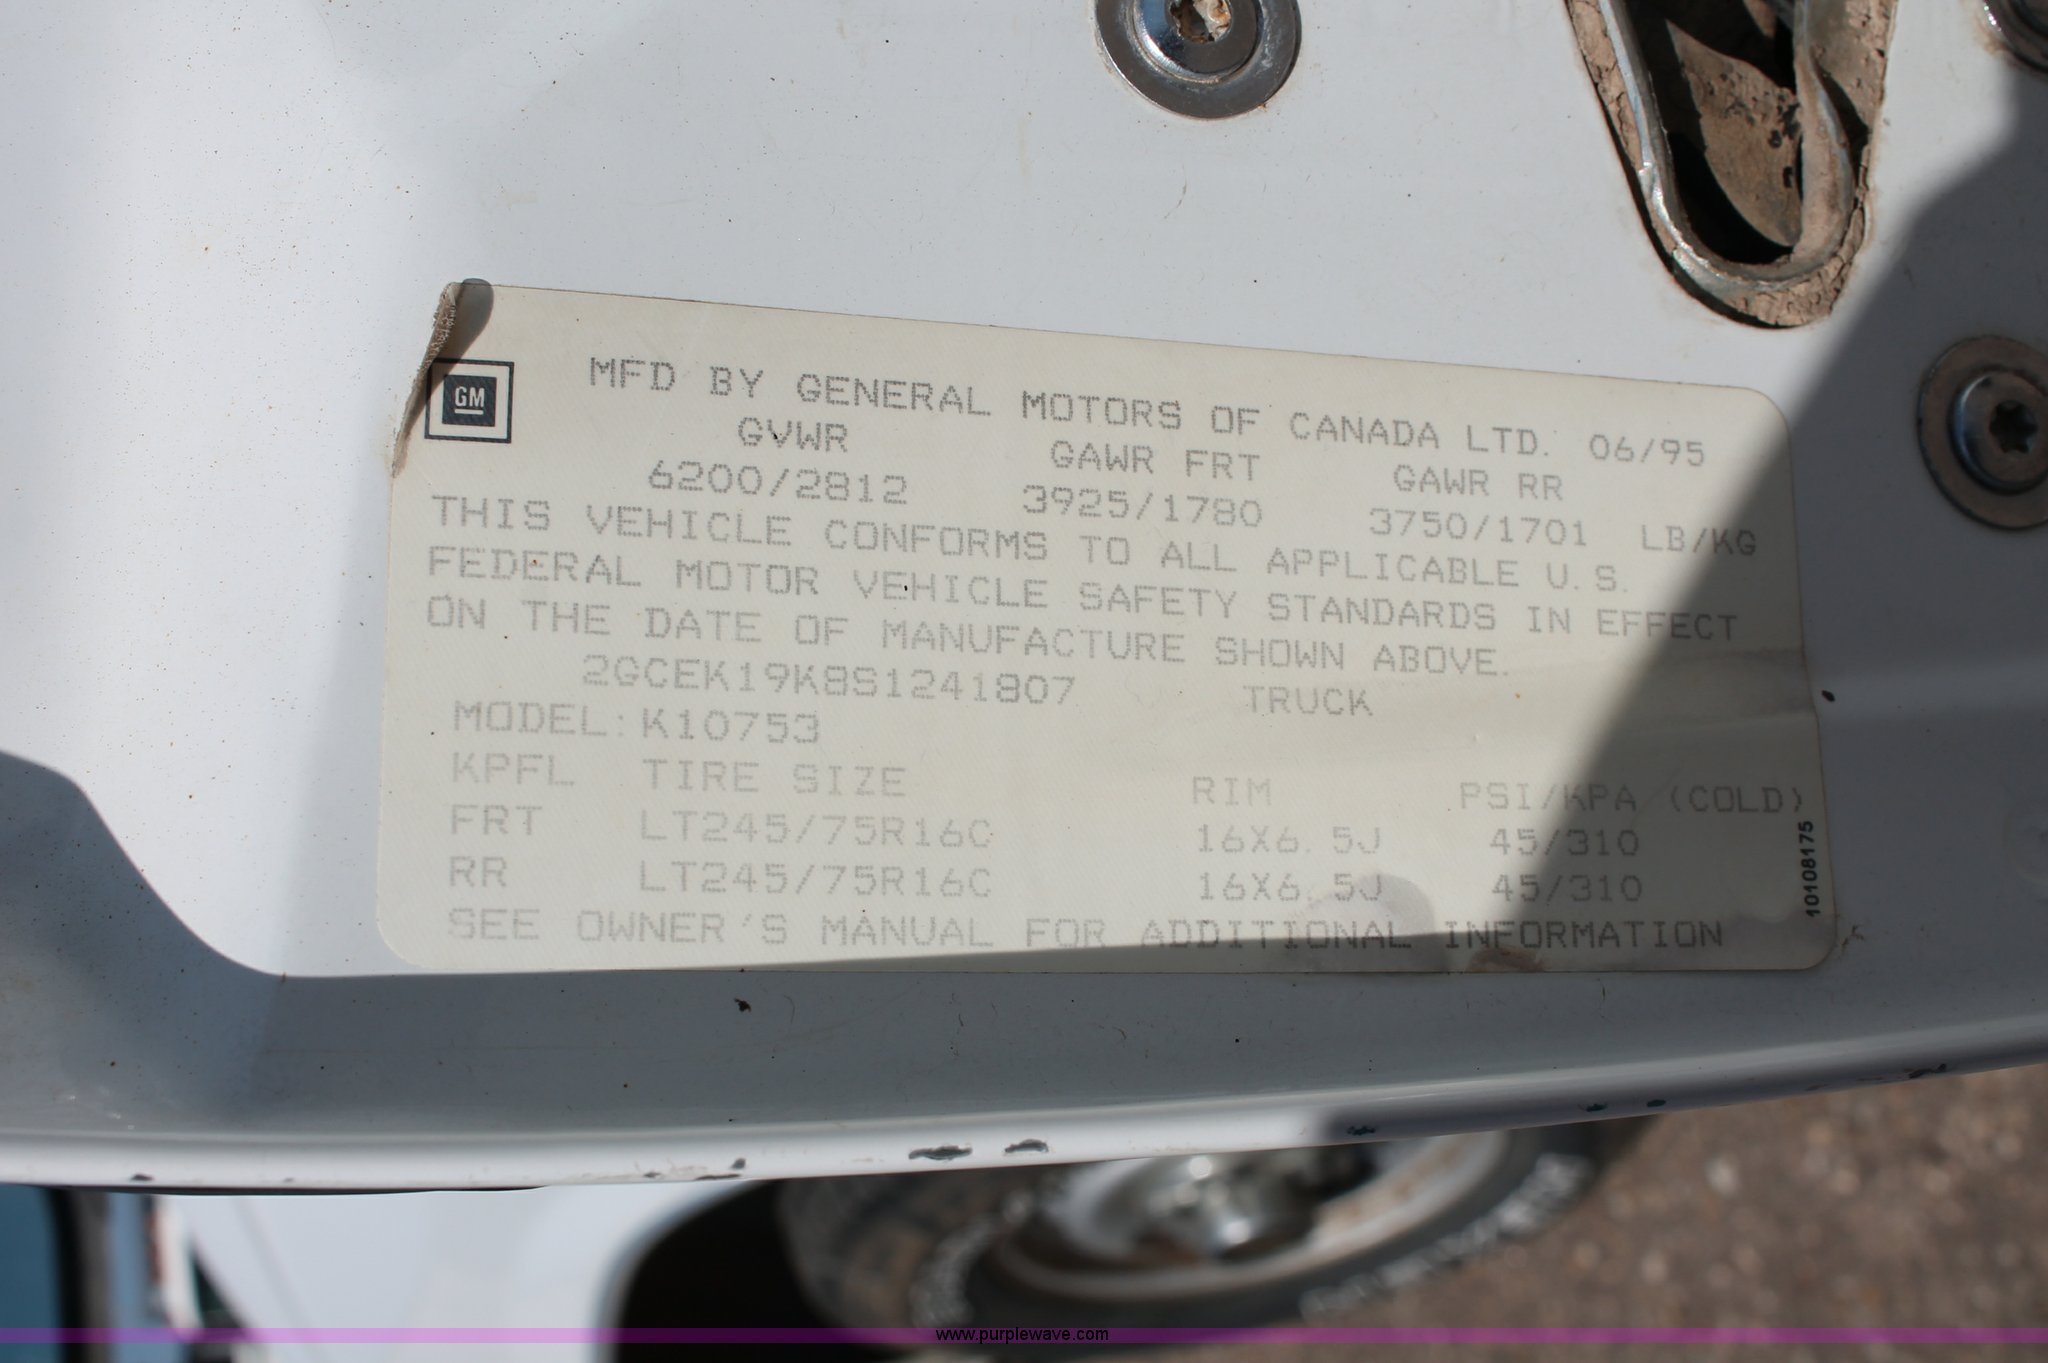 GM
MFD BY GENERAL MOTORS OF CANADA LTD. 06/95
GVWR GAWR FRT GAWR RR
6200/2812 3925/1780 3750/1701 LB/KG
THIS VEHICLE CONFORMS TO ALL APPLICABLE U.S.
FEDERAL MOTOR VEHICLE SAFETY STANDARDS IN EFFECT
ON THE DATE OF MANUFACTURE SHOWN ABOVE.
2GCEK19K8S1241807 TRUCK
MODEL: K10753
KPFL TIRE SIZE RIM PSI/KPA (COLD)
FRT LT245/75R16C 16X6.5J 45/310
RR LT245/75R16C 16X6.5J 45/310
SEE OWNER'S MANUAL FOR ADDITIONAL INFORMATION
10108175
www.purplewave.com